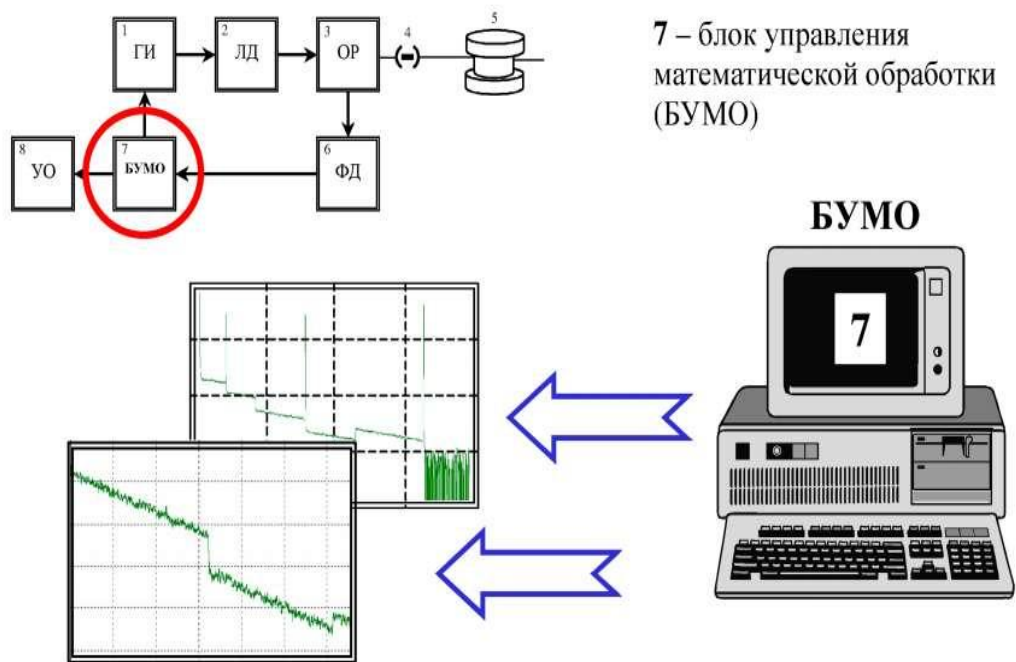 1
ГИ
2
ЛД
3
ОР
4
5
7 – блок управления
математической обработки
(БУМО)
8
УО
7
БУМО
6
ФД
БУМО
7